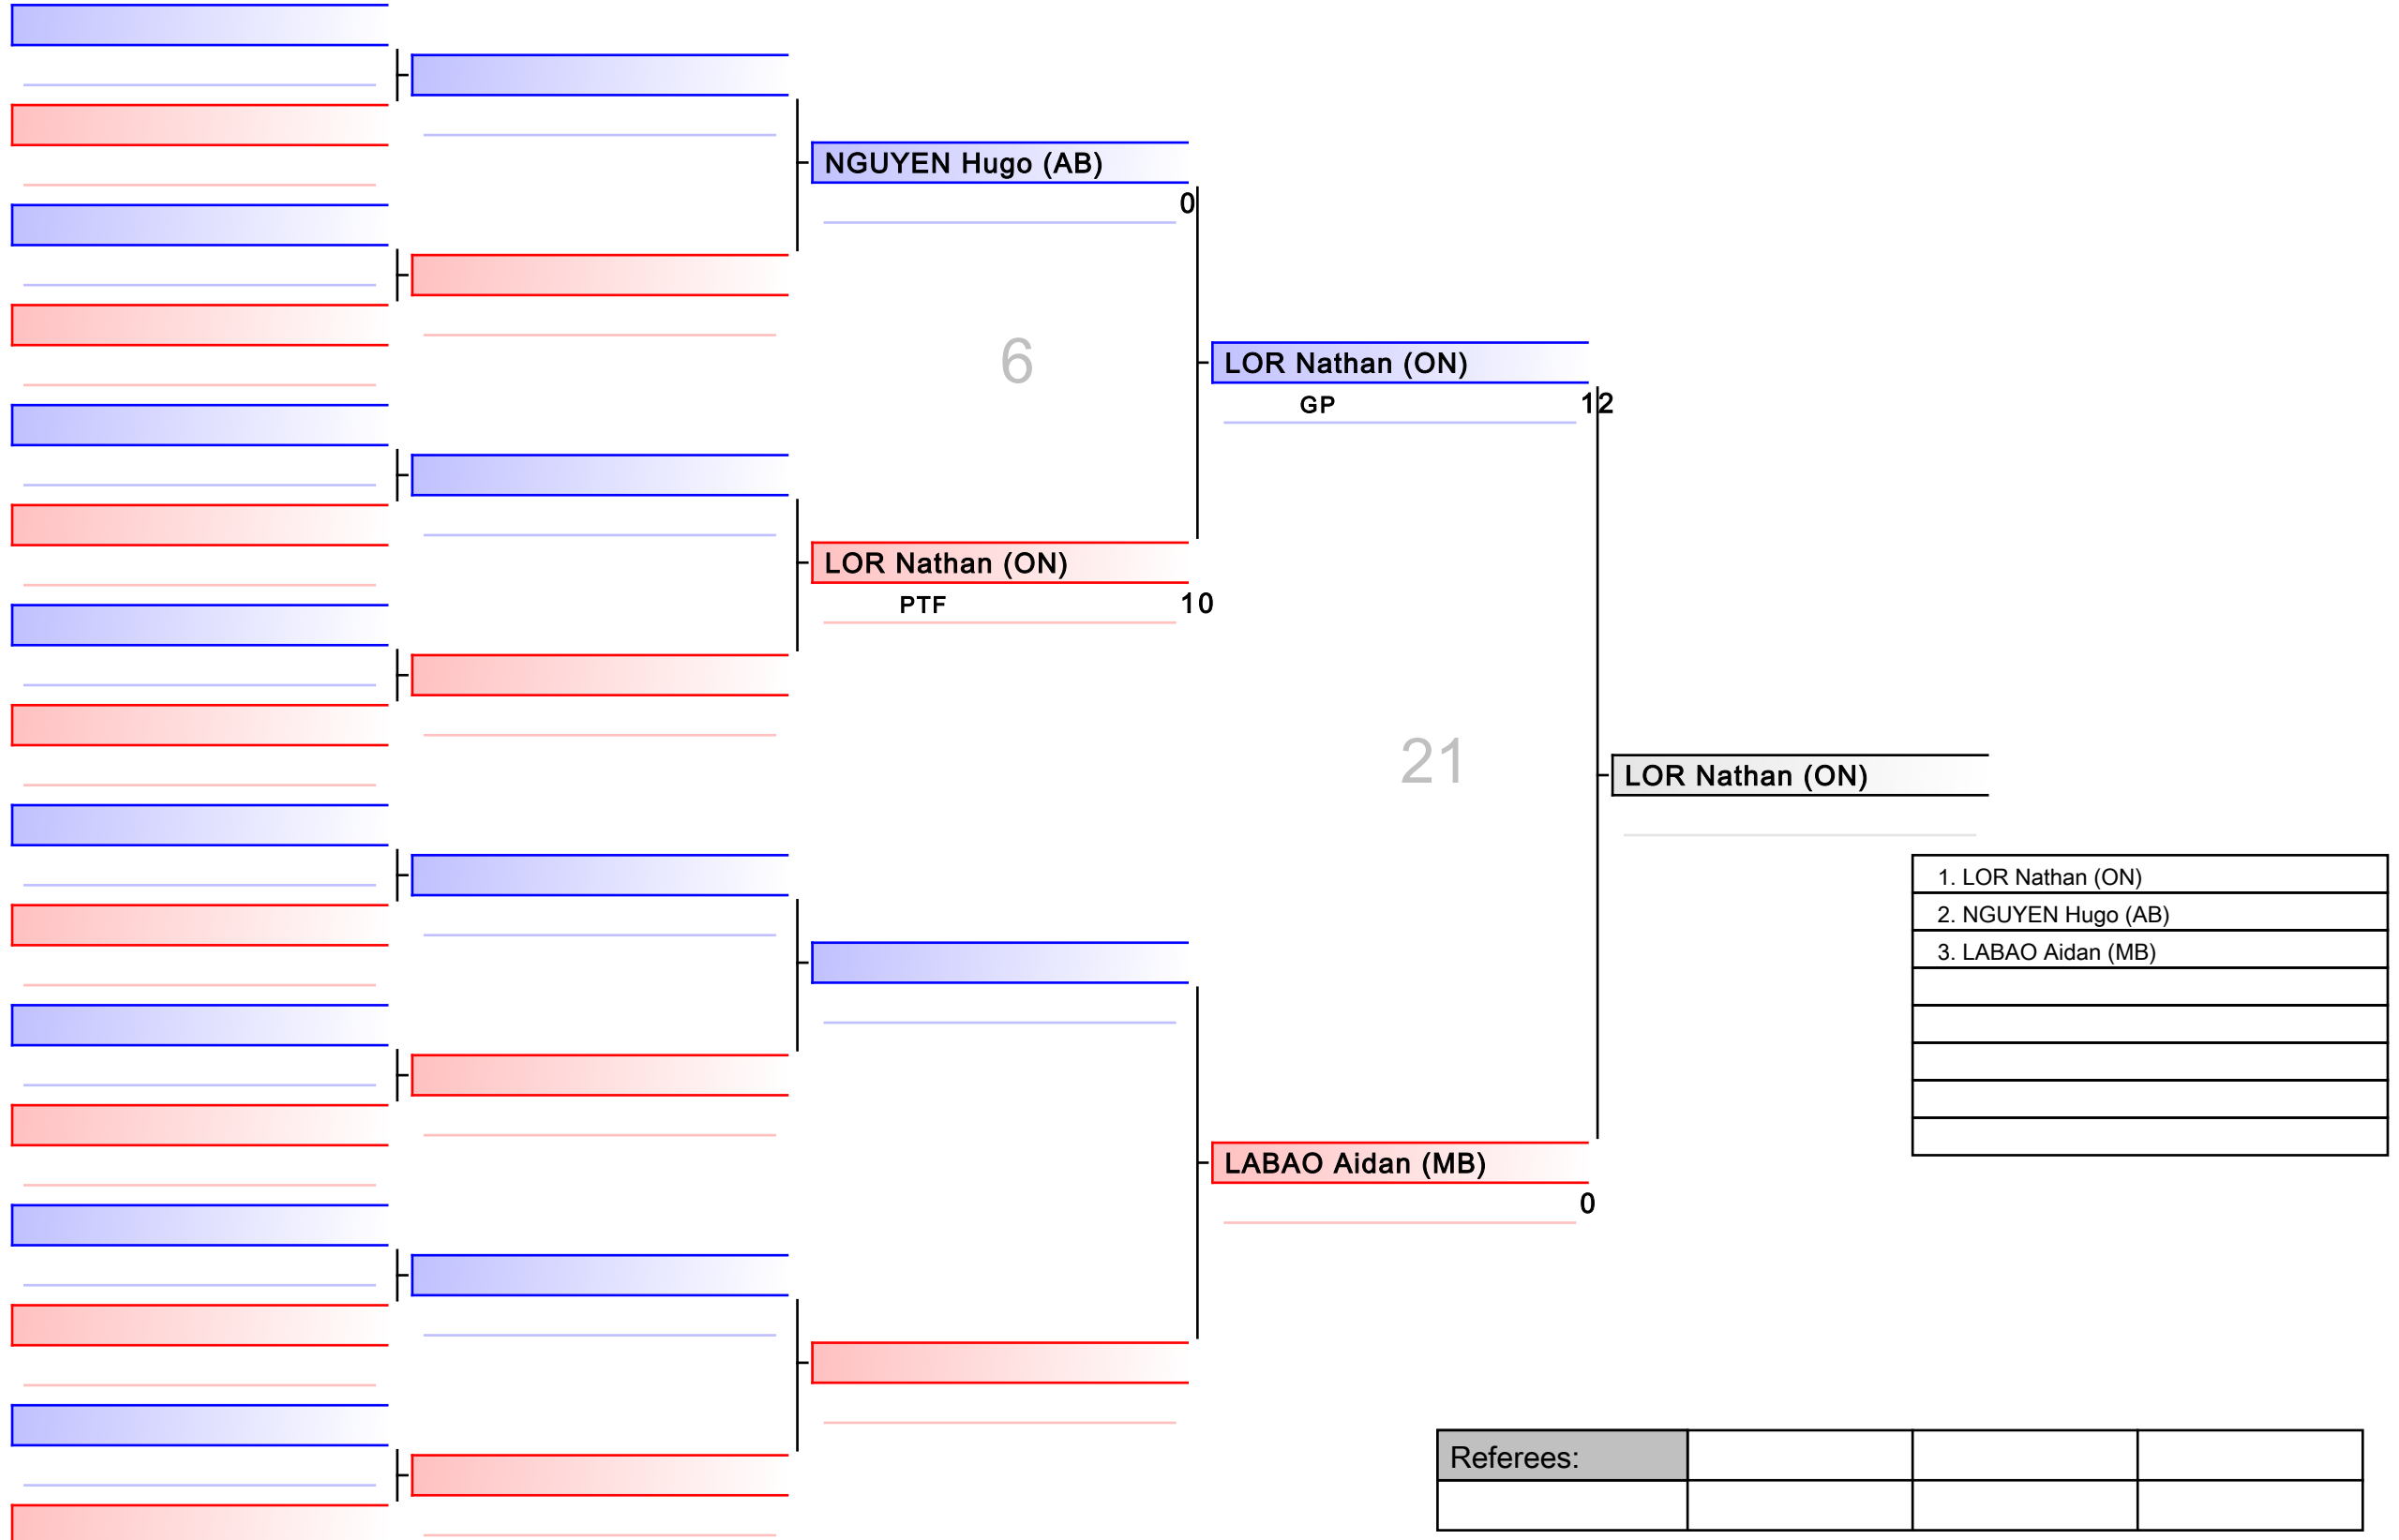 NGUYEN Hugo (AB)
0
6
LOR Nathan (ON)
GP 12
LOR Nathan (ON)
PTF 10
21
LOR Nathan (ON)
1. LOR Nathan (ON)
2. NGUYEN Hugo (AB)
3. LABAO Aidan (MB)
LABAO Aidan (MB)
0
Referees: